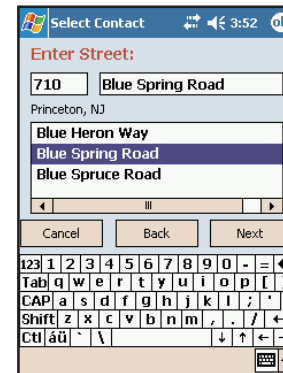 Select Contact 3:52 ok
Enter Street:
710 Blue Spring Road
Princeton, NJ
Blue Heron Way
Blue Spring Road
Blue Spruce Road
Cancel Back Next
123 1 2 3 4 5 6 7 8 9 0 - =
Tab q w e r t y u i o p [
CAP a s d f g h j k l ; '
Shift z x c v b n m , . /
Ctl áü ` \